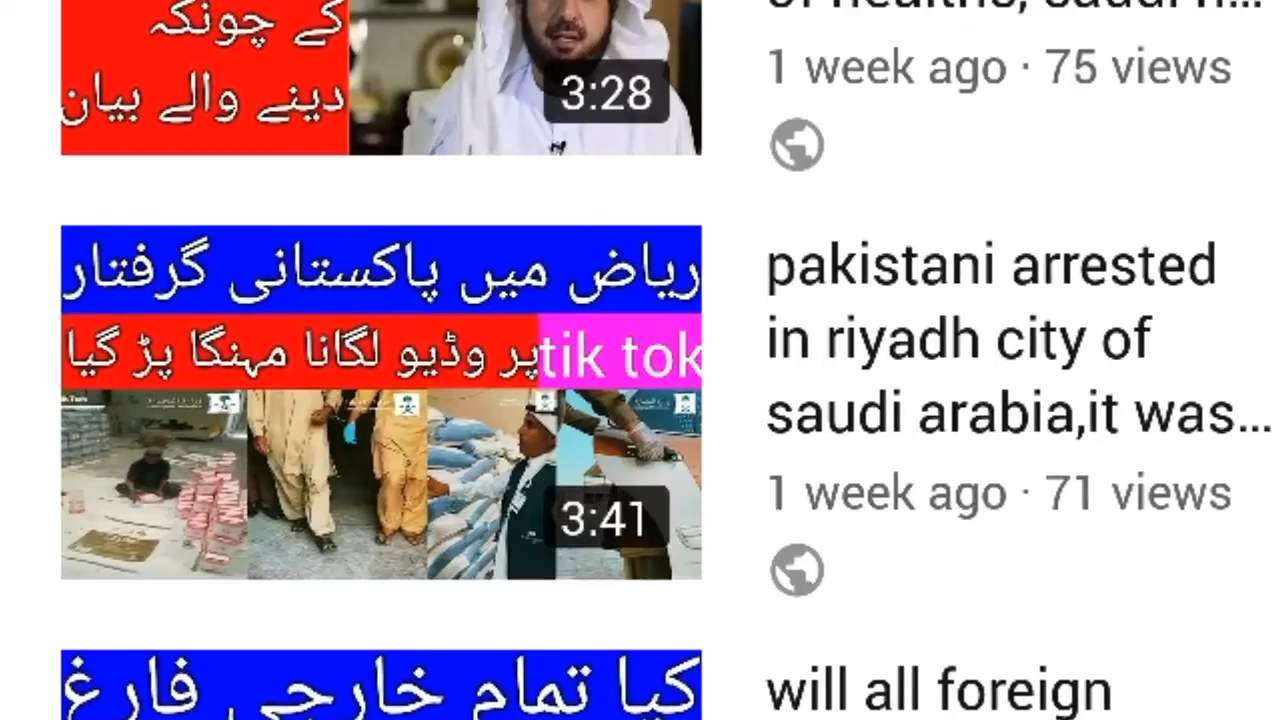 کے چونکہ
دینے والے بیان
3:28
1 week ago · 75 views
ریاض میں پاکستانی گرفتار
tik tok پر وڈیو لگانا مہنگا پڑ گیا
3:41
pakistani arrested
in riyadh city of
saudi arabia,it was...
1 week ago · 71 views
کیا تمام خارجی فارغ
will all foreign